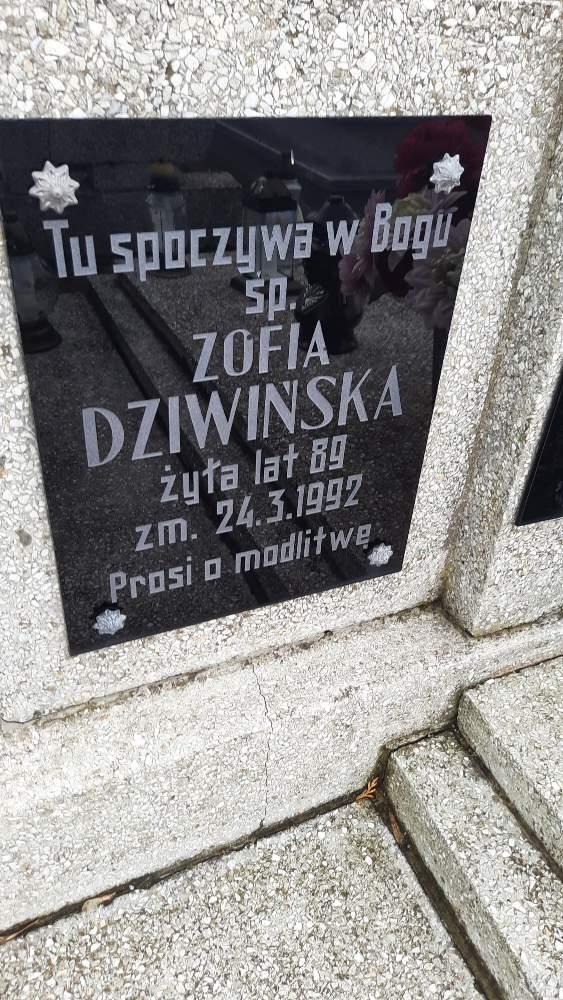 Tu spoczywa w Bogu
śp.
ZOFIA
DZIWIŃSKA
żyła lat 89
zm. 24.3.1992
Prosi o modlitwę